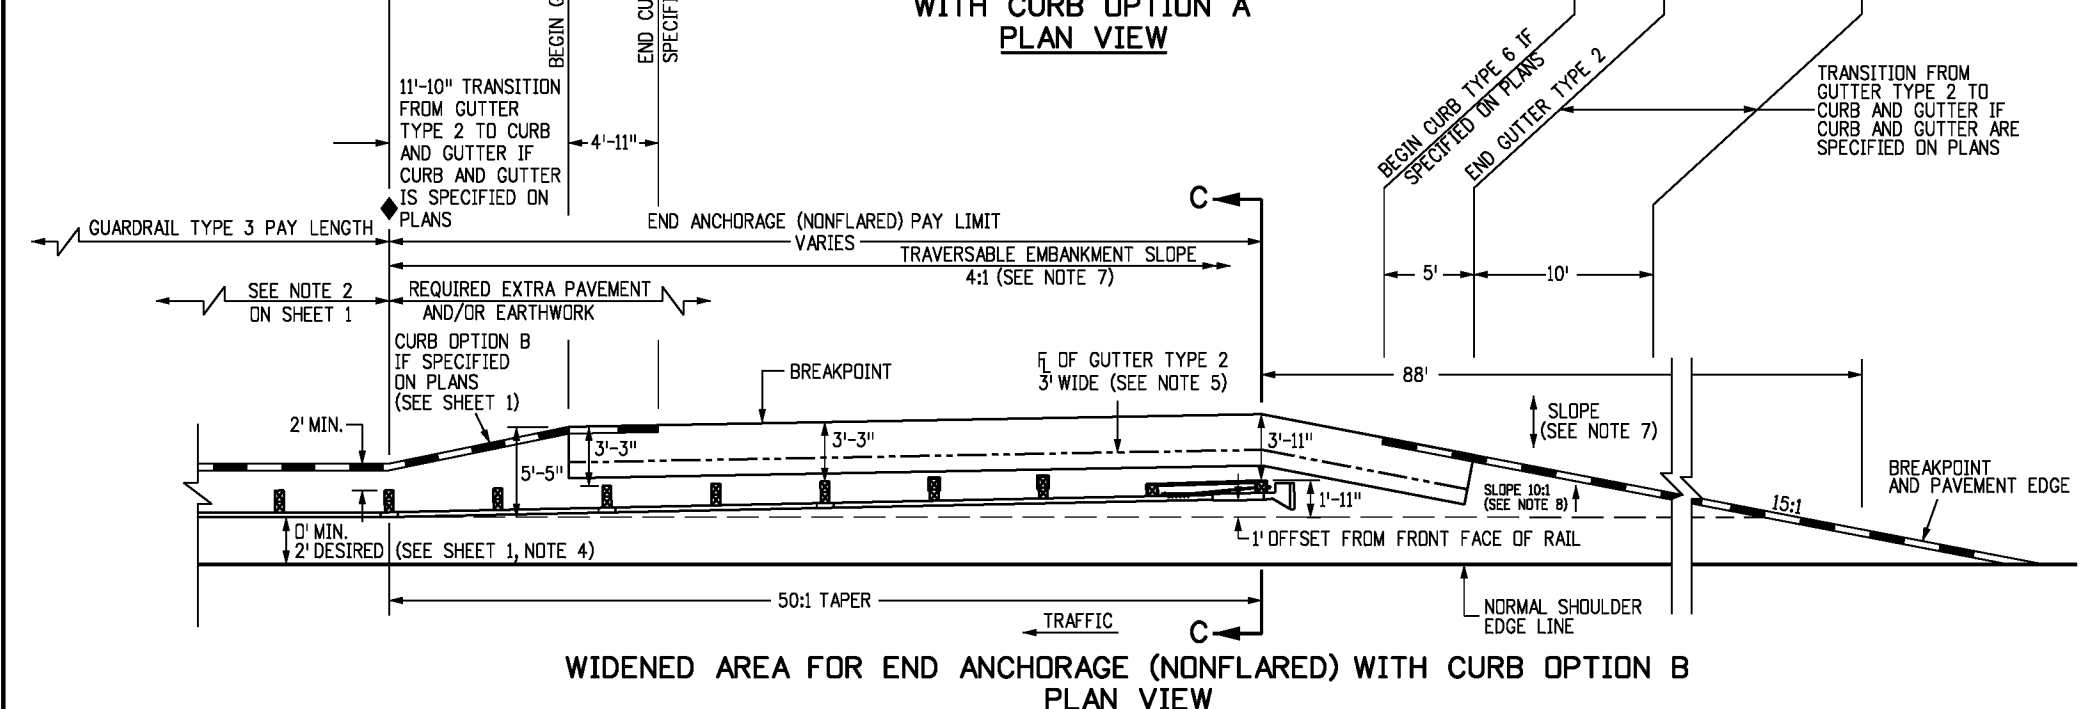 WITH CURB OPTION A
PLAN VIEW
BEGIN G
END CU
SPECIF
11'-10" TRANSITION
FROM GUTTER
TYPE 2 TO CURB
AND GUTTER IF
CURB AND GUTTER
IS SPECIFIED ON
PLANS
4'-11"
BEGIN CURB TYPE 6 IF
SPECIFIED ON PLANS
END GUTTER TYPE 2
TRANSITION FROM
GUTTER TYPE 2 TO
CURB AND GUTTER IF
CURB AND GUTTER ARE
SPECIFIED ON PLANS
C
GUARDRAIL TYPE 3 PAY LENGTH
END ANCHORAGE (NONFLARED) PAY LIMIT
VARIES
TRAVERSABLE EMBANKMENT SLOPE
4:1 (SEE NOTE 7)
5'
10'
SEE NOTE 2
ON SHEET 1
REQUIRED EXTRA PAVEMENT
AND/OR EARTHWORK
CURB OPTION B
IF SPECIFIED
ON PLANS
(SEE SHEET 1)
BREAKPOINT
FL OF GUTTER TYPE 2
3' WIDE (SEE NOTE 5)
88'
SLOPE
(SEE NOTE 7)
2' MIN.
3'-3"
5'-5"
3'-3"
3'-11"
1'-11"
SLOPE 10:1
(SEE NOTE 8)
15:1
BREAKPOINT
AND PAVEMENT EDGE
0' MIN.
2' DESIRED (SEE SHEET 1, NOTE 4)
1' OFFSET FROM FRONT FACE OF RAIL
50:1 TAPER
TRAFFIC
C
NORMAL SHOULDER
EDGE LINE
WIDENED AREA FOR END ANCHORAGE (NONFLARED) WITH CURB OPTION B
PLAN VIEW